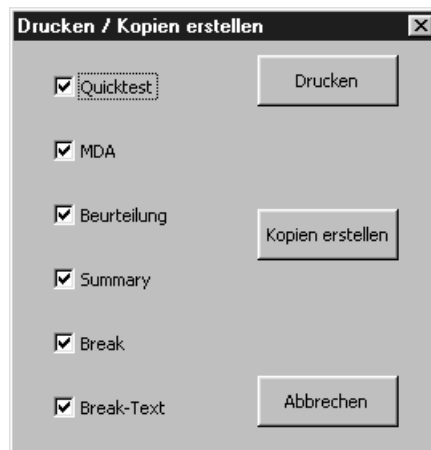 Drucken / Kopien erstellen
Quicktest
Drucken
MDA
Beurteilung
Kopien erstellen
Summary
Break
Break-Text
Abbrechen